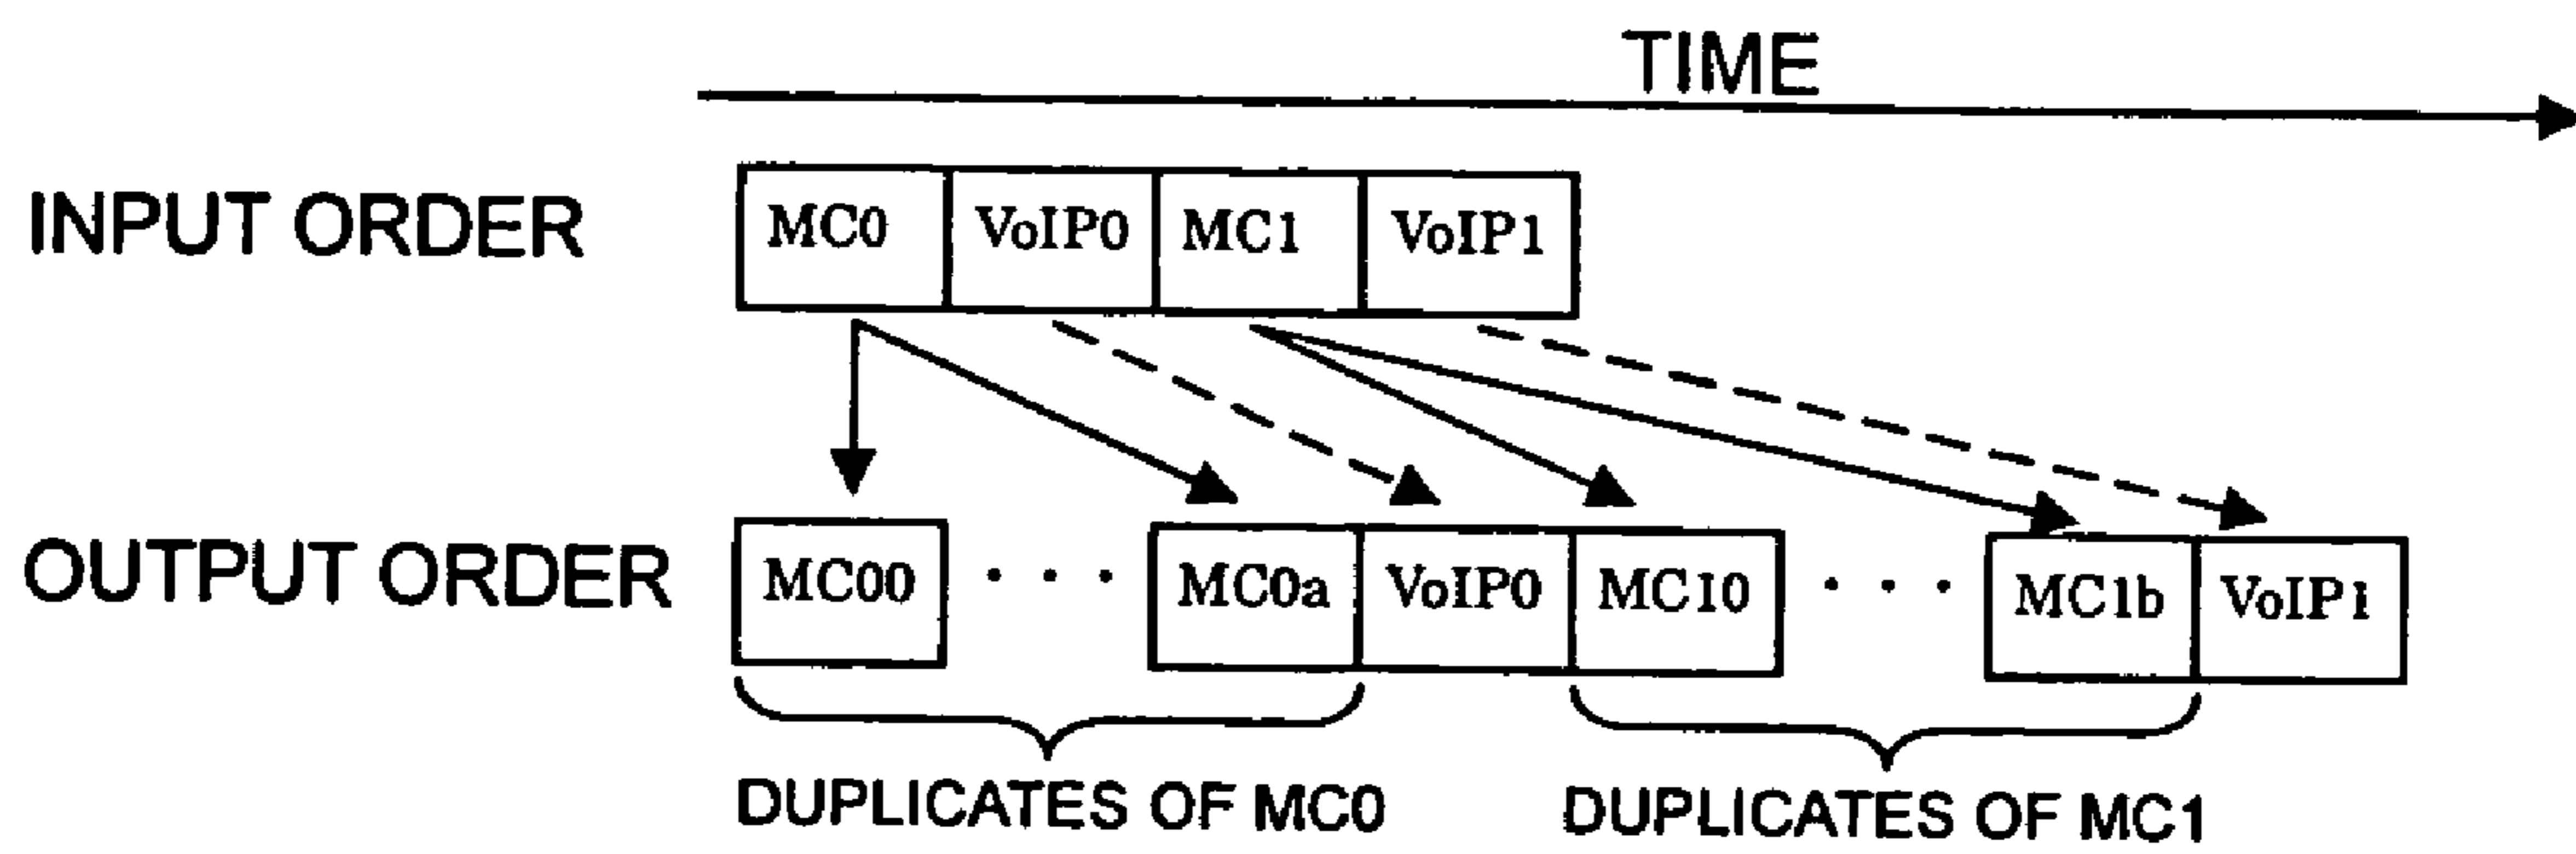 TIME
INPUT ORDER MC0 VoIP0 MC1 VoIP1
OUTPUT ORDER MC00 · · · MC0a VoIP0 MC10 · · · MC1b VoIP1
DUPLICATES OF MC0 DUPLICATES OF MC1